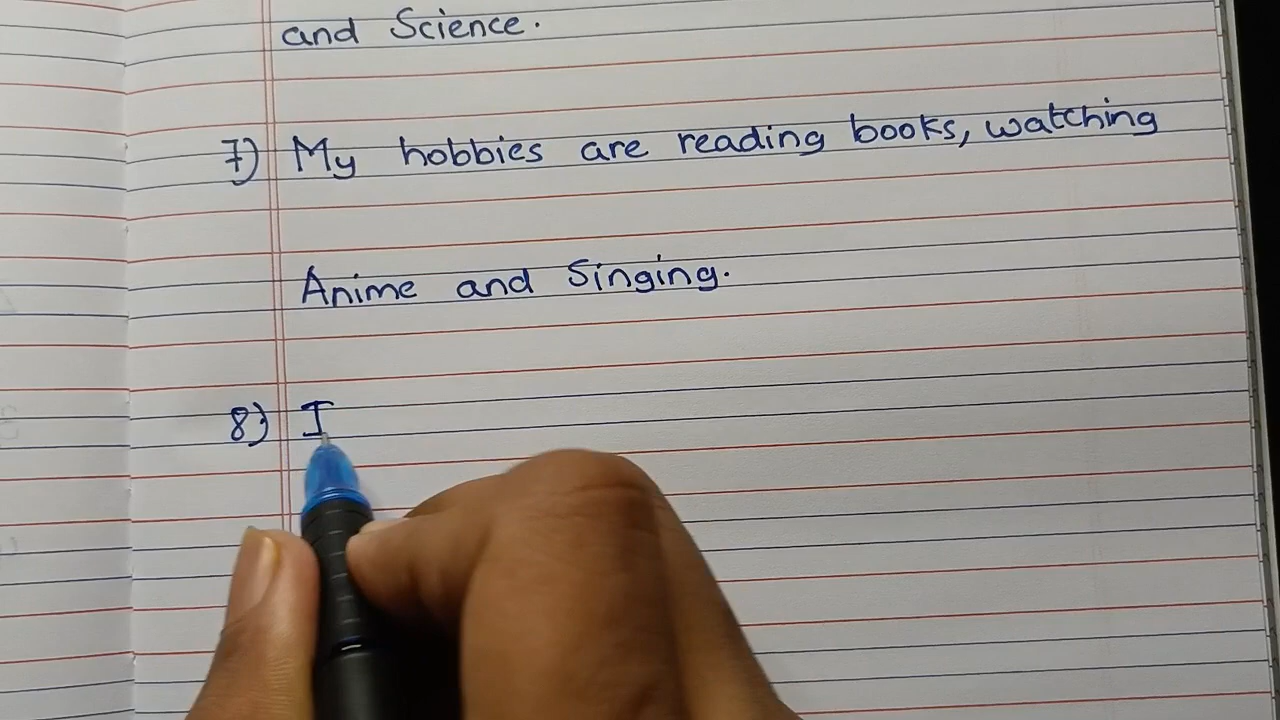 and Science.
7) My hobbies are reading books, watching
Anime and Singing.
8) I